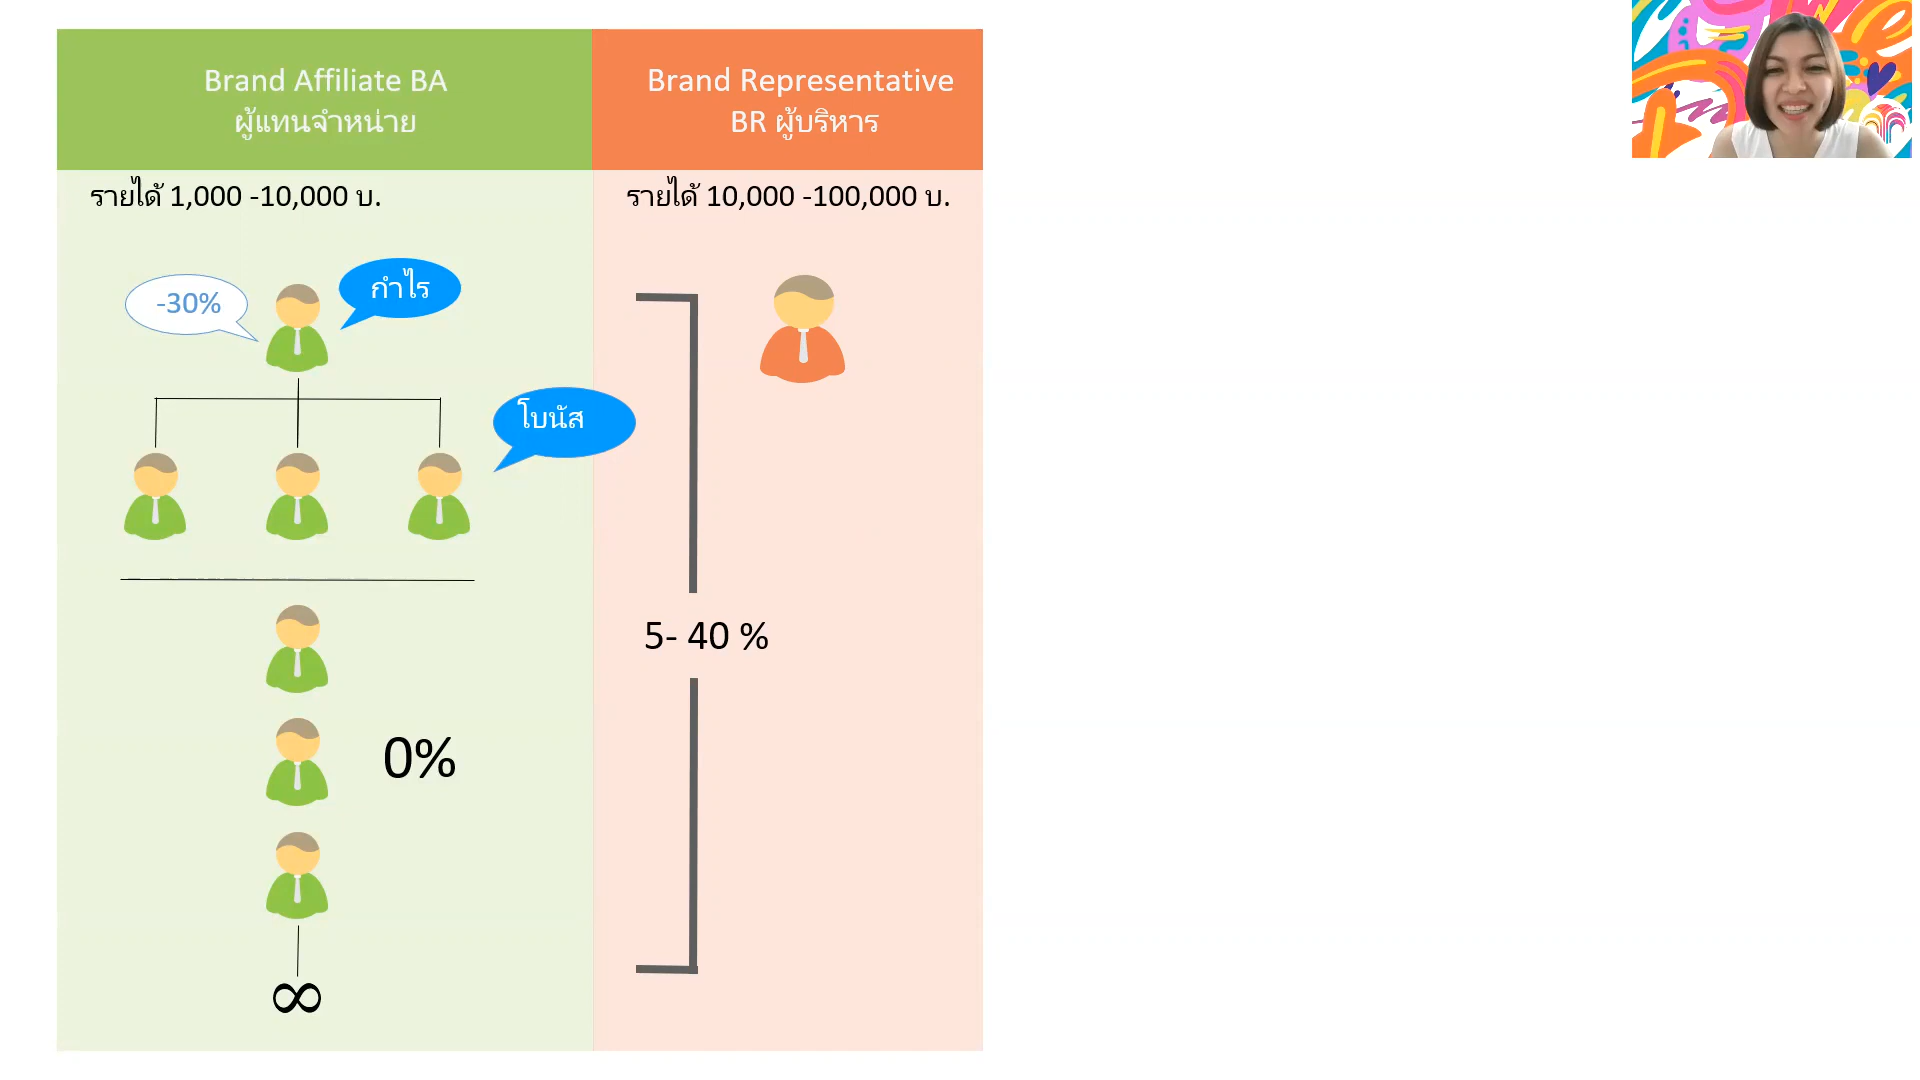 Brand Affiliate BA
ผู้แทนจำหน่าย
Brand Representative
BR ผู้บริหาร
รายได้ 1,000 -10,000 บ.
รายได้ 10,000 -100,000 บ.
-30%
กำไร
โบนัส
5- 40 %
0%
∞